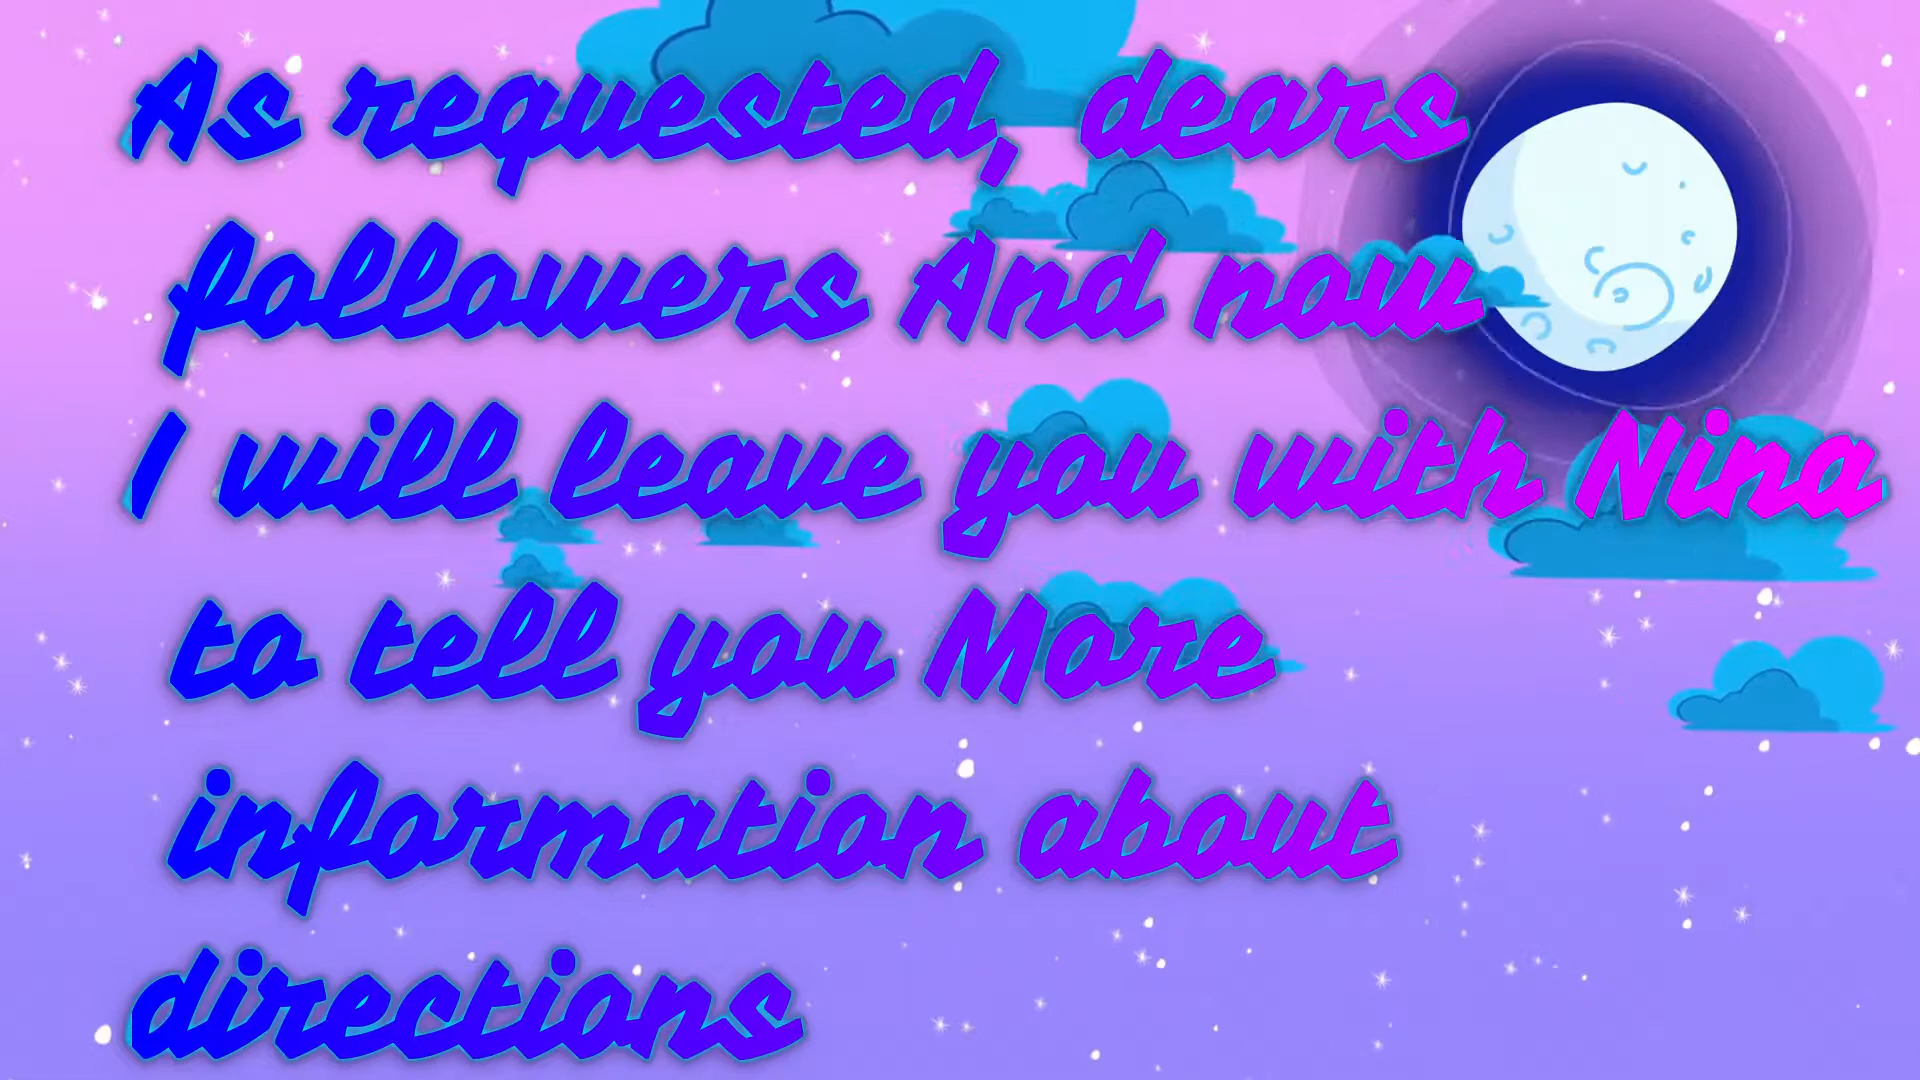 As requested, dears
followers And now
I will leave you with Nina
to tell you More
information about
directions